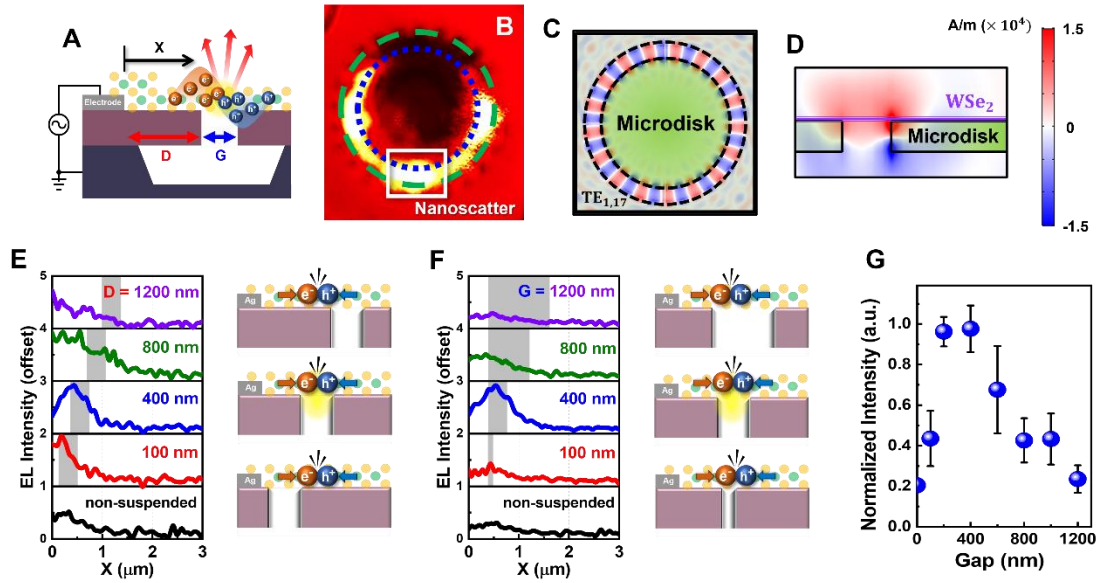 A
X
Electrode
e⁻
e⁻
e⁻
e⁻
h⁺
h⁺
h⁺
h⁺
D
G
B
Nanoscatter
C
Microdisk
TE₁,₁₇
D
A/m (× 10⁴)
1.5
0
-1.5
WSe₂
Microdisk
E
EL Intensity (offset)
5
4
3
2
1
0
D = 1200 nm
800 nm
400 nm
100 nm
non-suspended
0
1
2
3
X (μm)
Ag
e⁻
h⁺
Ag
e⁻
h⁺
Ag
e⁻
h⁺
F
EL Intensity (offset)
5
4
3
2
1
0
G = 1200 nm
800 nm
400 nm
100 nm
non-suspended
0
1
2
3
X (μm)
Ag
e⁻
h⁺
Ag
e⁻
h⁺
Ag
e⁻
h⁺
G
Normalized Intensity (a.u.)
1.0
0.8
0.6
0.4
0.2
0.0
0
400
800
1200
Gap (nm)